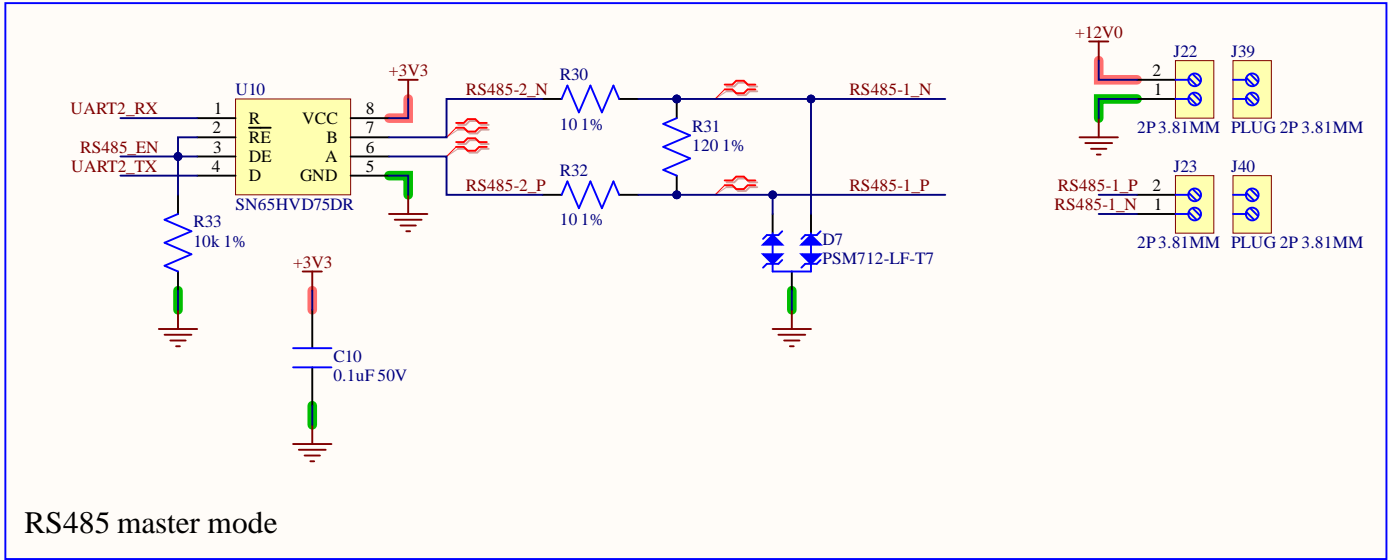 +12V0
J22
J39
2
1
2P 3.81MM
PLUG 2P 3.81MM
+3V3
U10
R30
RS485-2_N
10 1%
RS485-1_N
UART2_RX
1
R
VCC
8
2
RE
B
7
RS485_EN
3
DE
A
6
UART2_TX
4
D
GND
5
SN65HVD75DR
R31
120 1%
R32
RS485-2_P
10 1%
RS485-1_P
J23
J40
RS485-1_P
2
RS485-1_N
1
2P 3.81MM
PLUG 2P 3.81MM
R33
10k 1%
D7
PSM712-LF-T7
+3V3
C10
0.1uF 50V
RS485 master mode